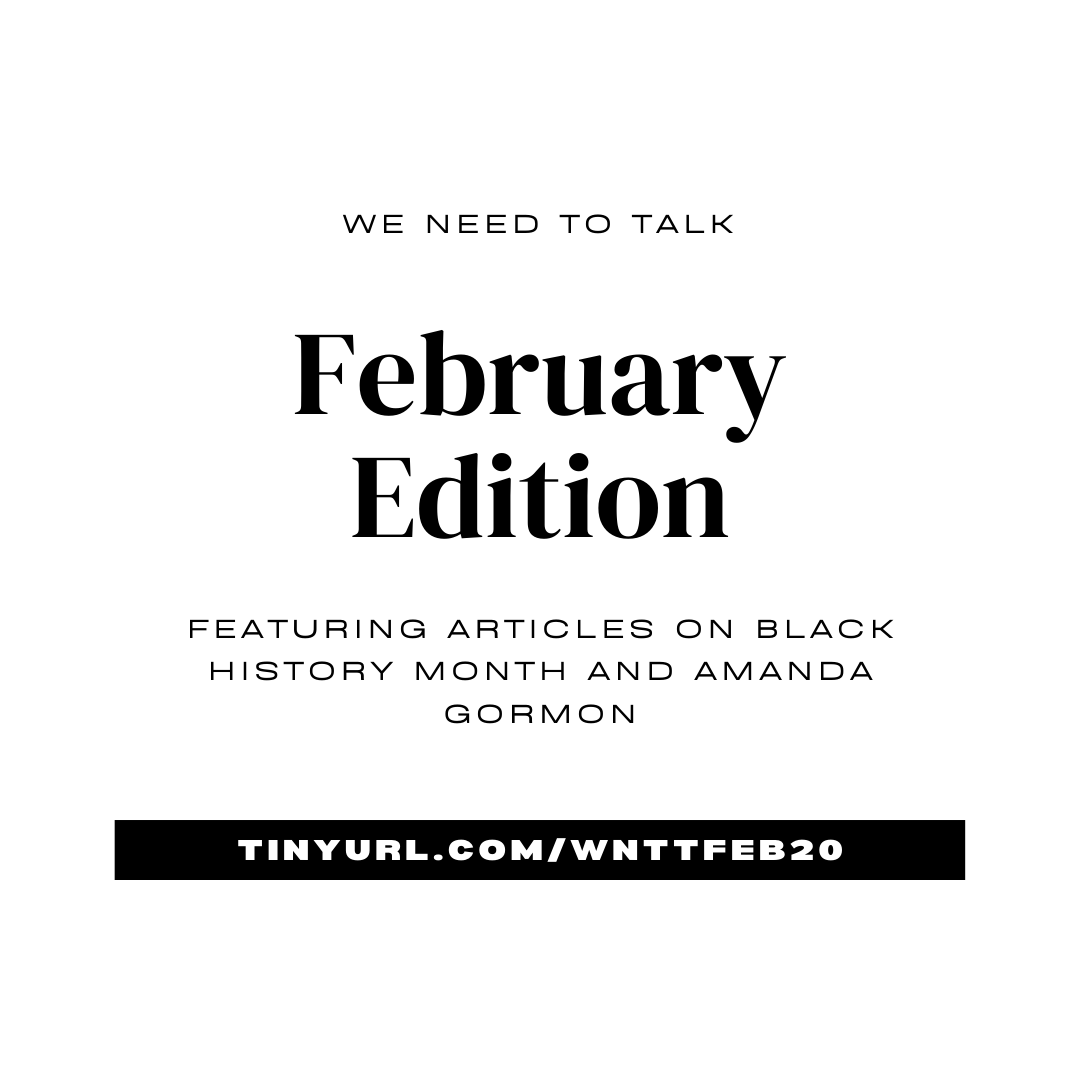 WE NEED TO TALK
February
Edition
FEATURING ARTICLES ON BLACK
HISTORY MONTH AND AMANDA
GORMON
TINYURL.COM/WNTTFEB20